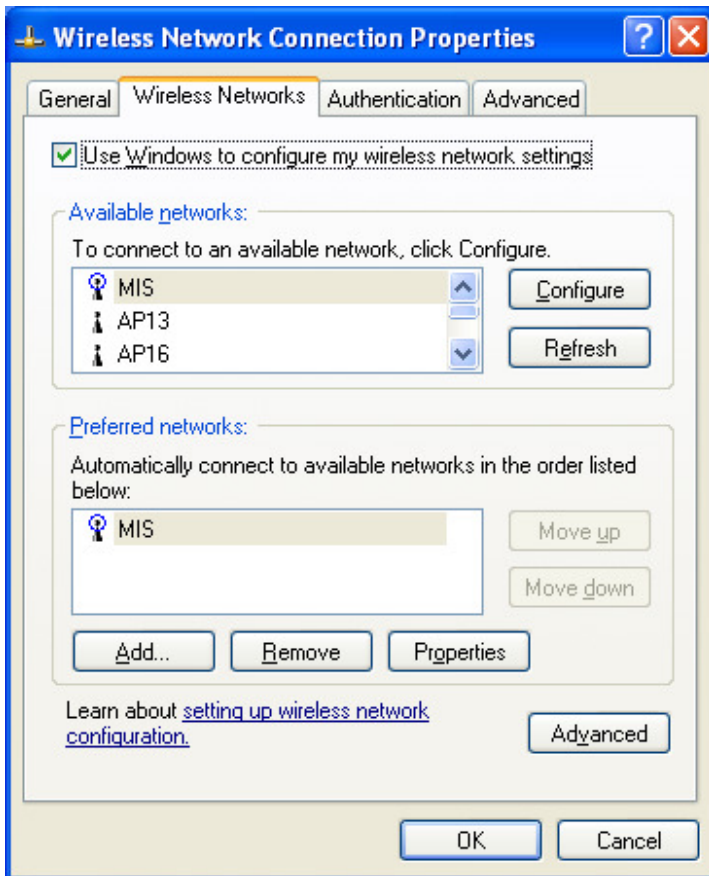 Wireless Network Connection Properties
General Wireless Networks Authentication Advanced
Use Windows to configure my wireless network settings
Available networks:
To connect to an available network, click Configure.
MIS
AP13
AP16
Configure
Refresh
Preferred networks:
Automatically connect to available networks in the order listed
below:
MIS
Move up
Move down
Add... Remove Properties
Learn about setting up wireless network
configuration.
Advanced
OK Cancel